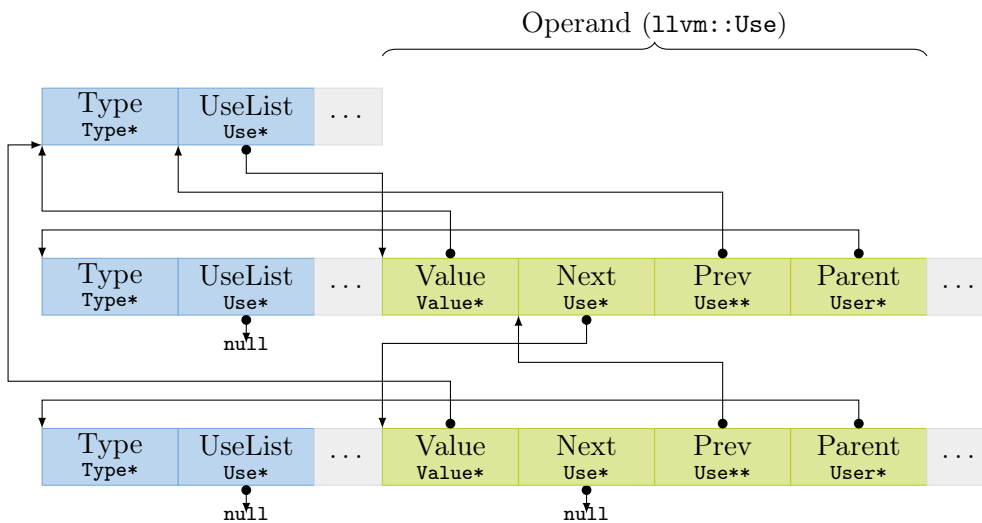 Operand (llvm::Use)
Type UseList ...
Type* Use*
Type UseList ... Value Next Prev Parent ...
Type* Use* Value* Use* Use** User*
null
Type UseList ... Value Next Prev Parent ...
Type* Use* Value* Use* Use** User*
null null